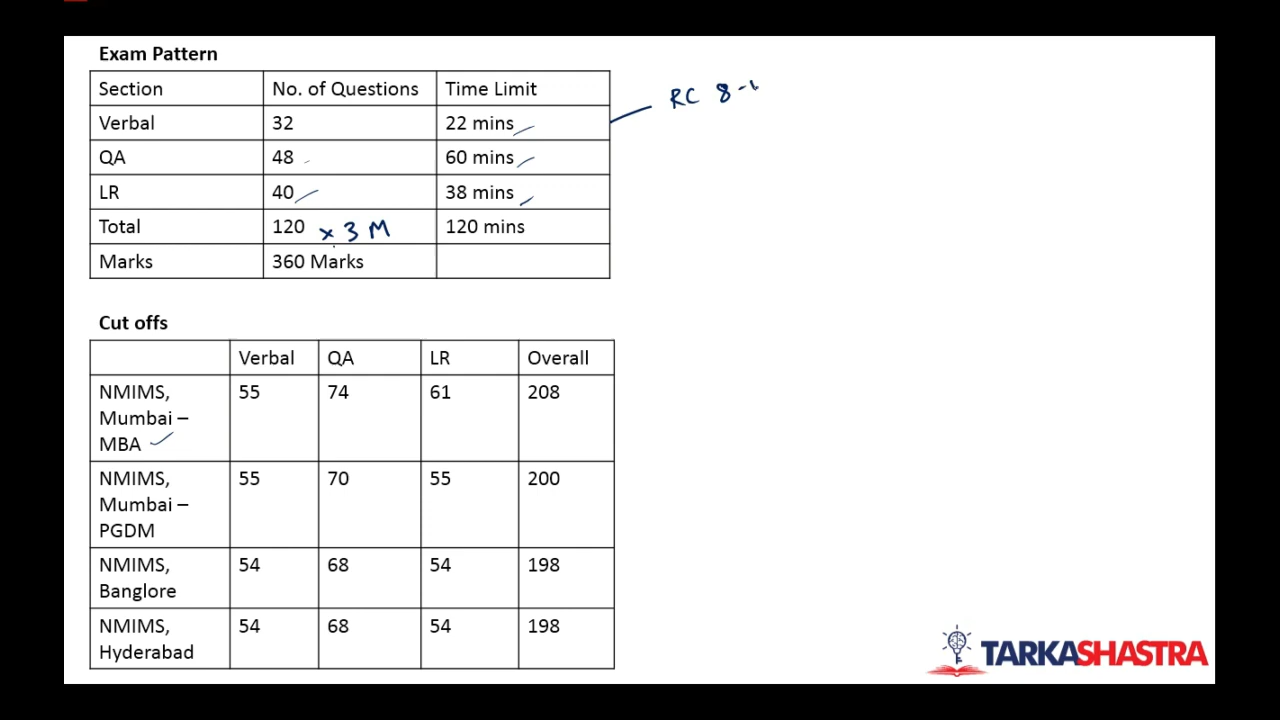 Exam Pattern
Section No. of Questions Time Limit
RC 8-
Verbal 32 22 mins
QA 48 60 mins
LR 40 38 mins
Total 120 x 3 M 120 mins
Marks 360 Marks
Cut offs
Verbal QA LR Overall
NMIMS, 55 74 61 208
Mumbai –
MBA
NMIMS, 55 70 55 200
Mumbai –
PGDM
NMIMS, 54 68 54 198
Banglore
NMIMS, 54 68 54 198
Hyderabad
TARKASHASTRA